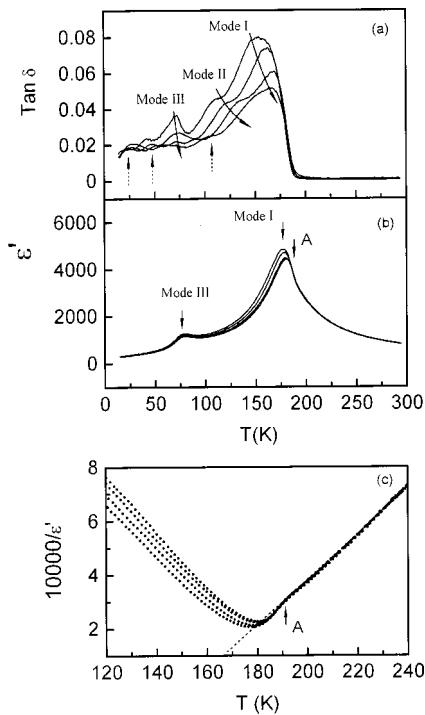 (a)
Mode I
Mode II
Mode III
Tan δ
0.08
0.06
0.04
0.02
0
(b)
Mode I
A
Mode III
ε'
6000
4000
2000
0
0 50 100 150 200 250 300
T(K)
(c)
10000/ε'
8
6
4
2
A
120 140 160 180 200 220 240
T (K)